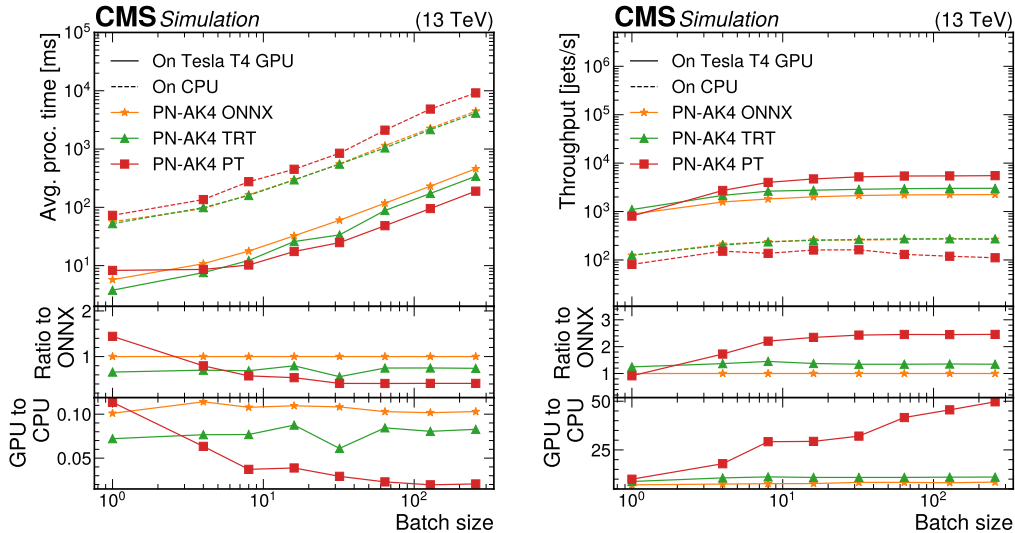 CMS Simulation (13 TeV)
Avg. proc. time [ms]
10^5
10^4
10^3
10^2
10^1
On Tesla T4 GPU
On CPU
PN-AK4 ONNX
PN-AK4 TRT
PN-AK4 PT
Ratio to
ONNX
2
1
GPU to
CPU
0.10
0.05
10^0 10^1 10^2
Batch size
CMS Simulation (13 TeV)
Throughput [jets/s]
10^6
10^5
10^4
10^3
10^2
On Tesla T4 GPU
On CPU
PN-AK4 ONNX
PN-AK4 TRT
PN-AK4 PT
Ratio to
ONNX
3
2
1
GPU to
CPU
50
25
10^0 10^1 10^2
Batch size